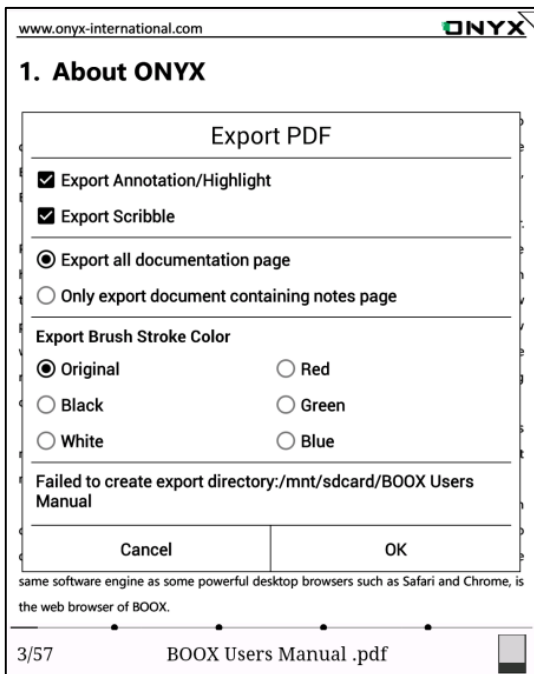 www.onyx-international.com
ONYX
1. About ONYX
Export PDF
Export Annotation/Highlight
Export Scribble
Export all documentation page
Only export document containing notes page
Export Brush Stroke Color
Original
Red
Black
Green
White
Blue
Failed to create export directory:/mnt/sdcard/BOOX Users
Manual
Cancel
OK
same software engine as some powerful desktop browsers such as Safari and Chrome, is
the web browser of BOOX.
3/57
BOOX Users Manual .pdf